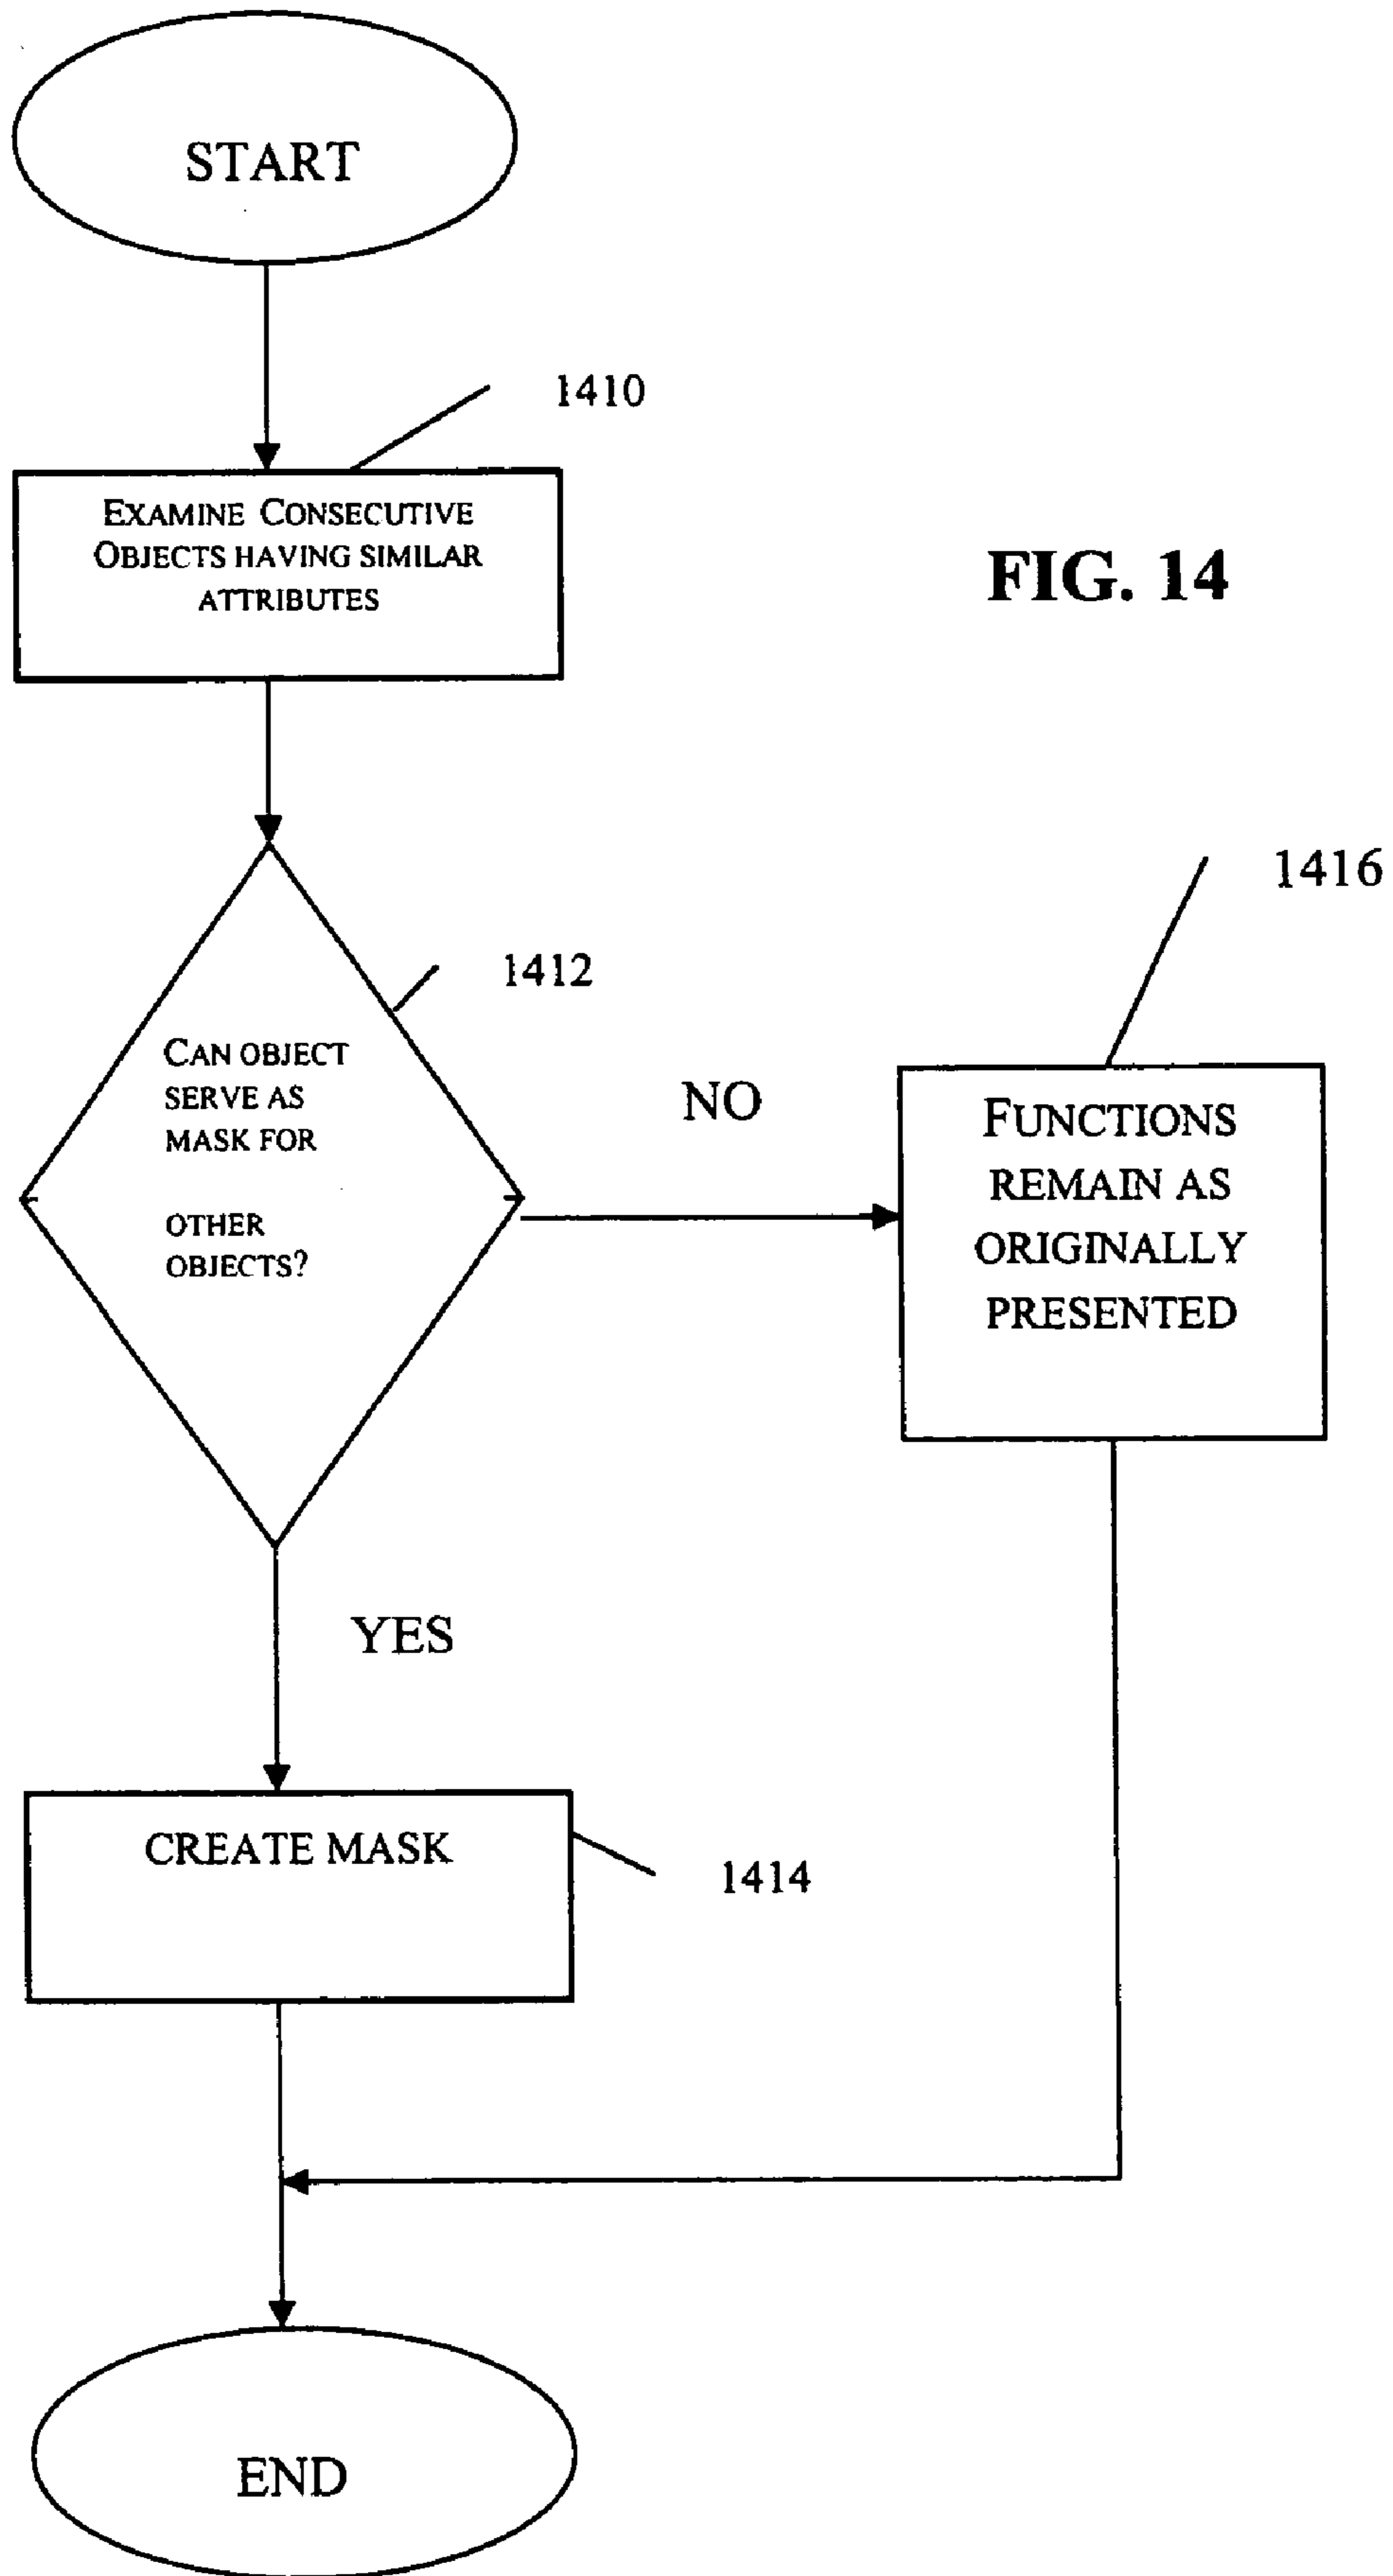 START
1410
EXAMINE CONSECUTIVE
OBJECTS HAVING SIMILAR
ATTRIBUTES
FIG. 14
1412
CAN OBJECT
SERVE AS
MASK FOR
OTHER
OBJECTS?
NO
1416
FUNCTIONS
REMAIN AS
ORIGINALLY
PRESENTED
YES
CREATE MASK
1414
END